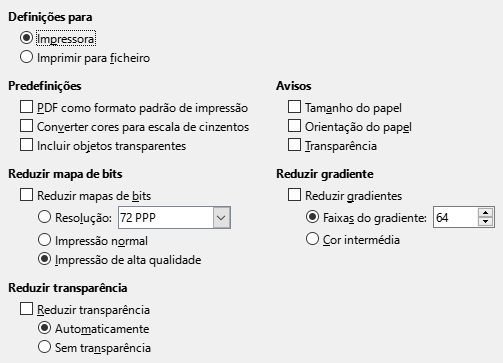 Definições para
Impressora
Imprimir para ficheiro
Predefinições
PDF como formato padrão de impressão
Converter cores para escala de cinzentos
Incluir objetos transparentes
Avisos
Tamanho do papel
Orientação do papel
Transparência
Reduzir mapa de bits
Reduzir mapas de bits
Resolução: 72 PPP
Impressão normal
Impressão de alta qualidade
Reduzir gradiente
Reduzir gradientes
Faixas do gradiente: 64
Cor intermédia
Reduzir transparência
Reduzir transparência
Automaticamente
Sem transparência